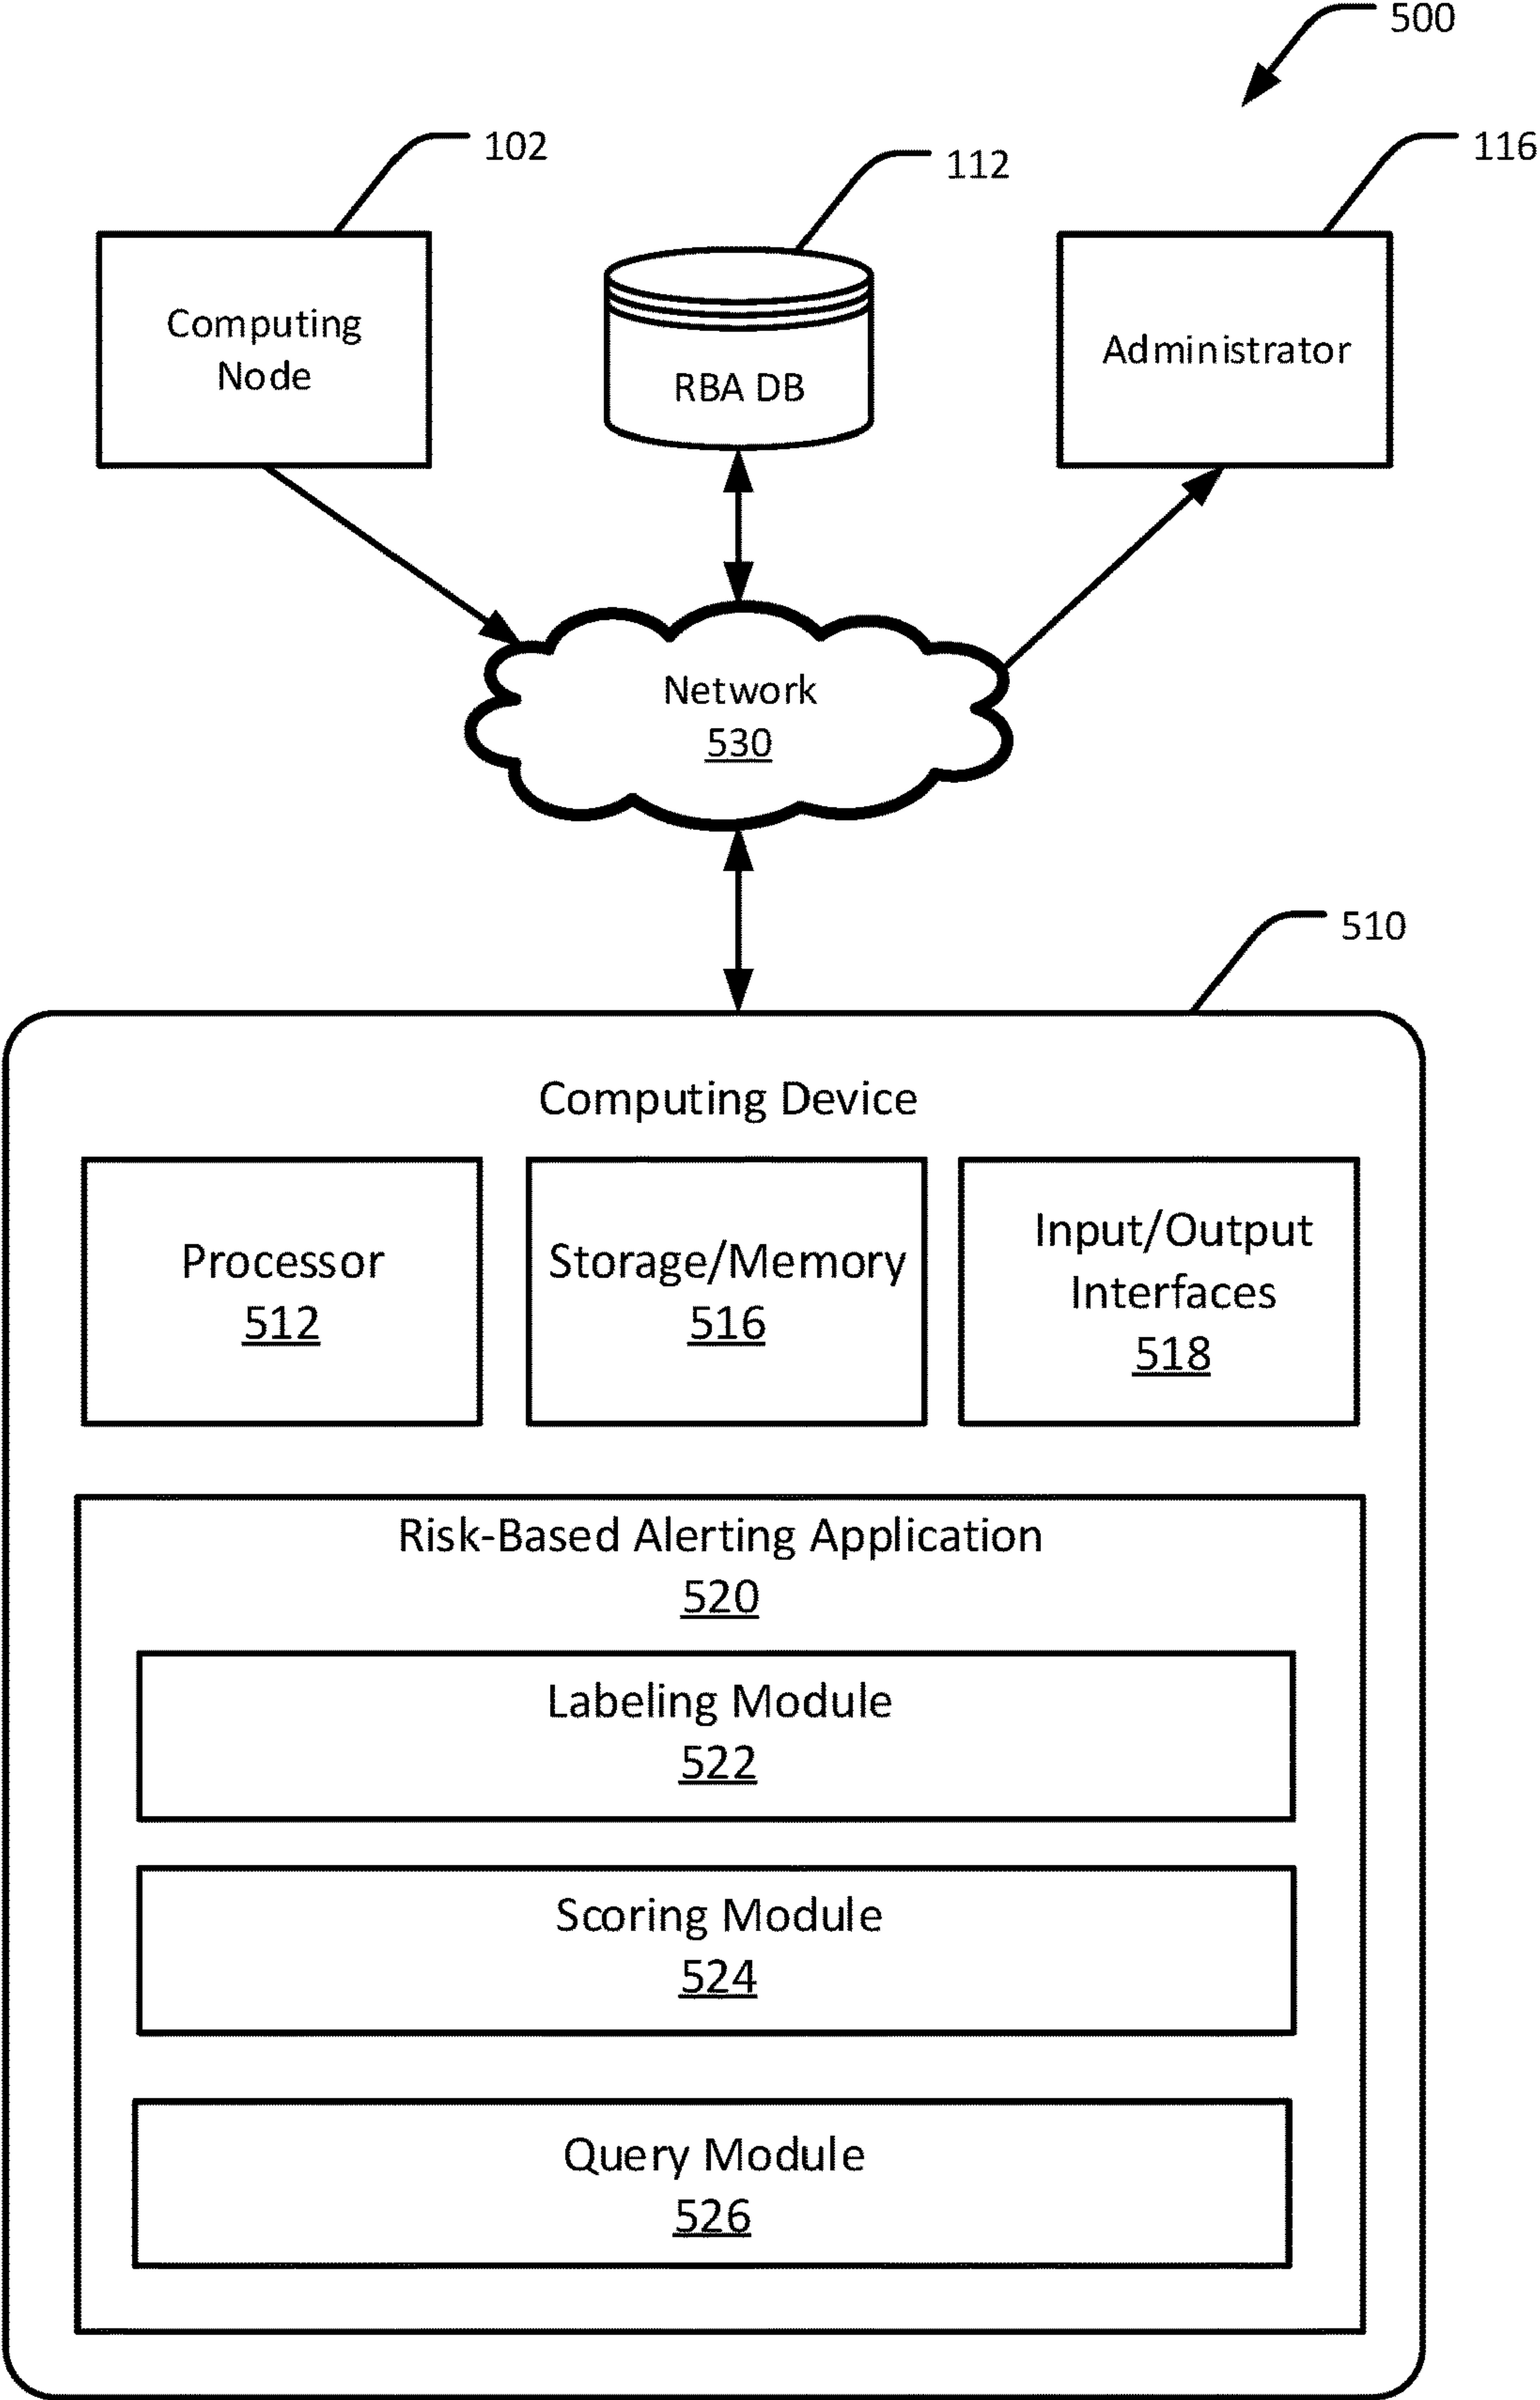 500
102
112
116
Computing
Node
RBA DB
Administrator
Network
530
510
Computing Device
Processor
512
Storage/Memory
516
Input/Output
Interfaces
518
Risk-Based Alerting Application
520
Labeling Module
522
Scoring Module
524
Query Module
526